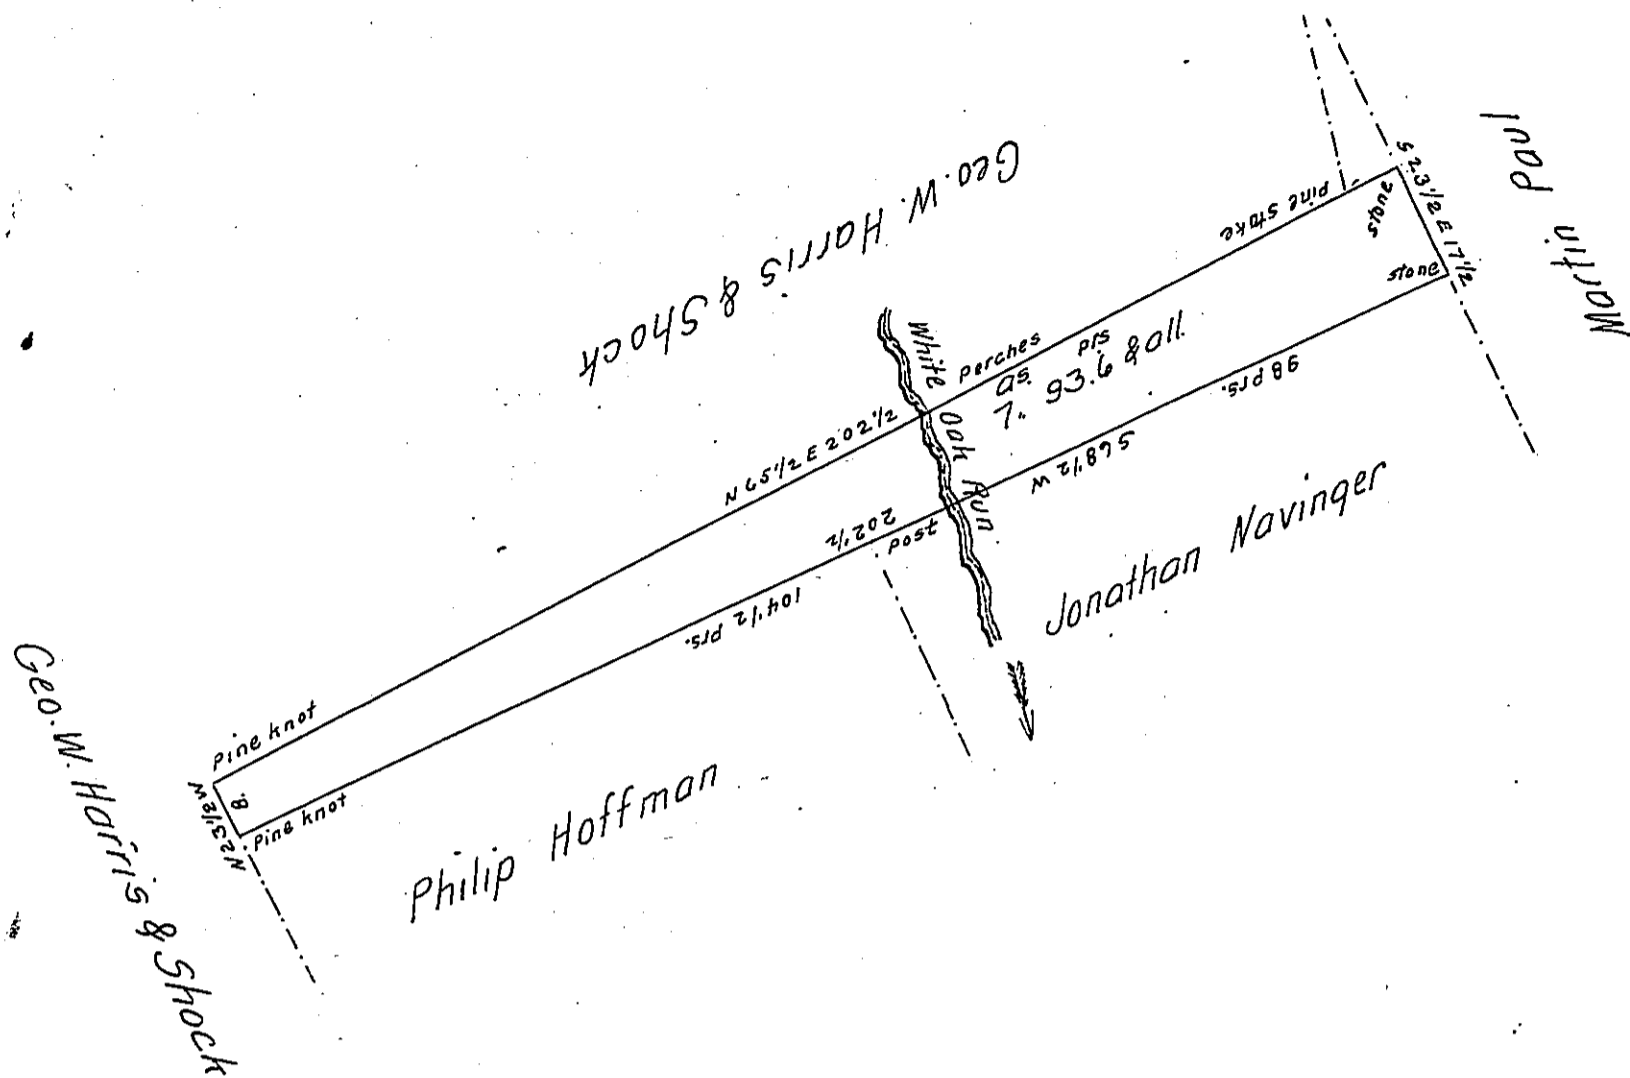 Geo. W. Harris & Shock
Martin Paul
S 23 1/2 E 17 1/2
stone
stone
Pine Stake
N 65 1/2 E 202 1/2 Perches
White Oak Run
as. prs
7,, 93.6 & all.
98 prs.
S 68 1/2 W
202 1/2
post
104 1/2 prs.
Jonathan Navinger
Pine knot
8.
N 23 1/2 W
Pine knot
Philip Hoffman
Geo. W. Harris & Shock